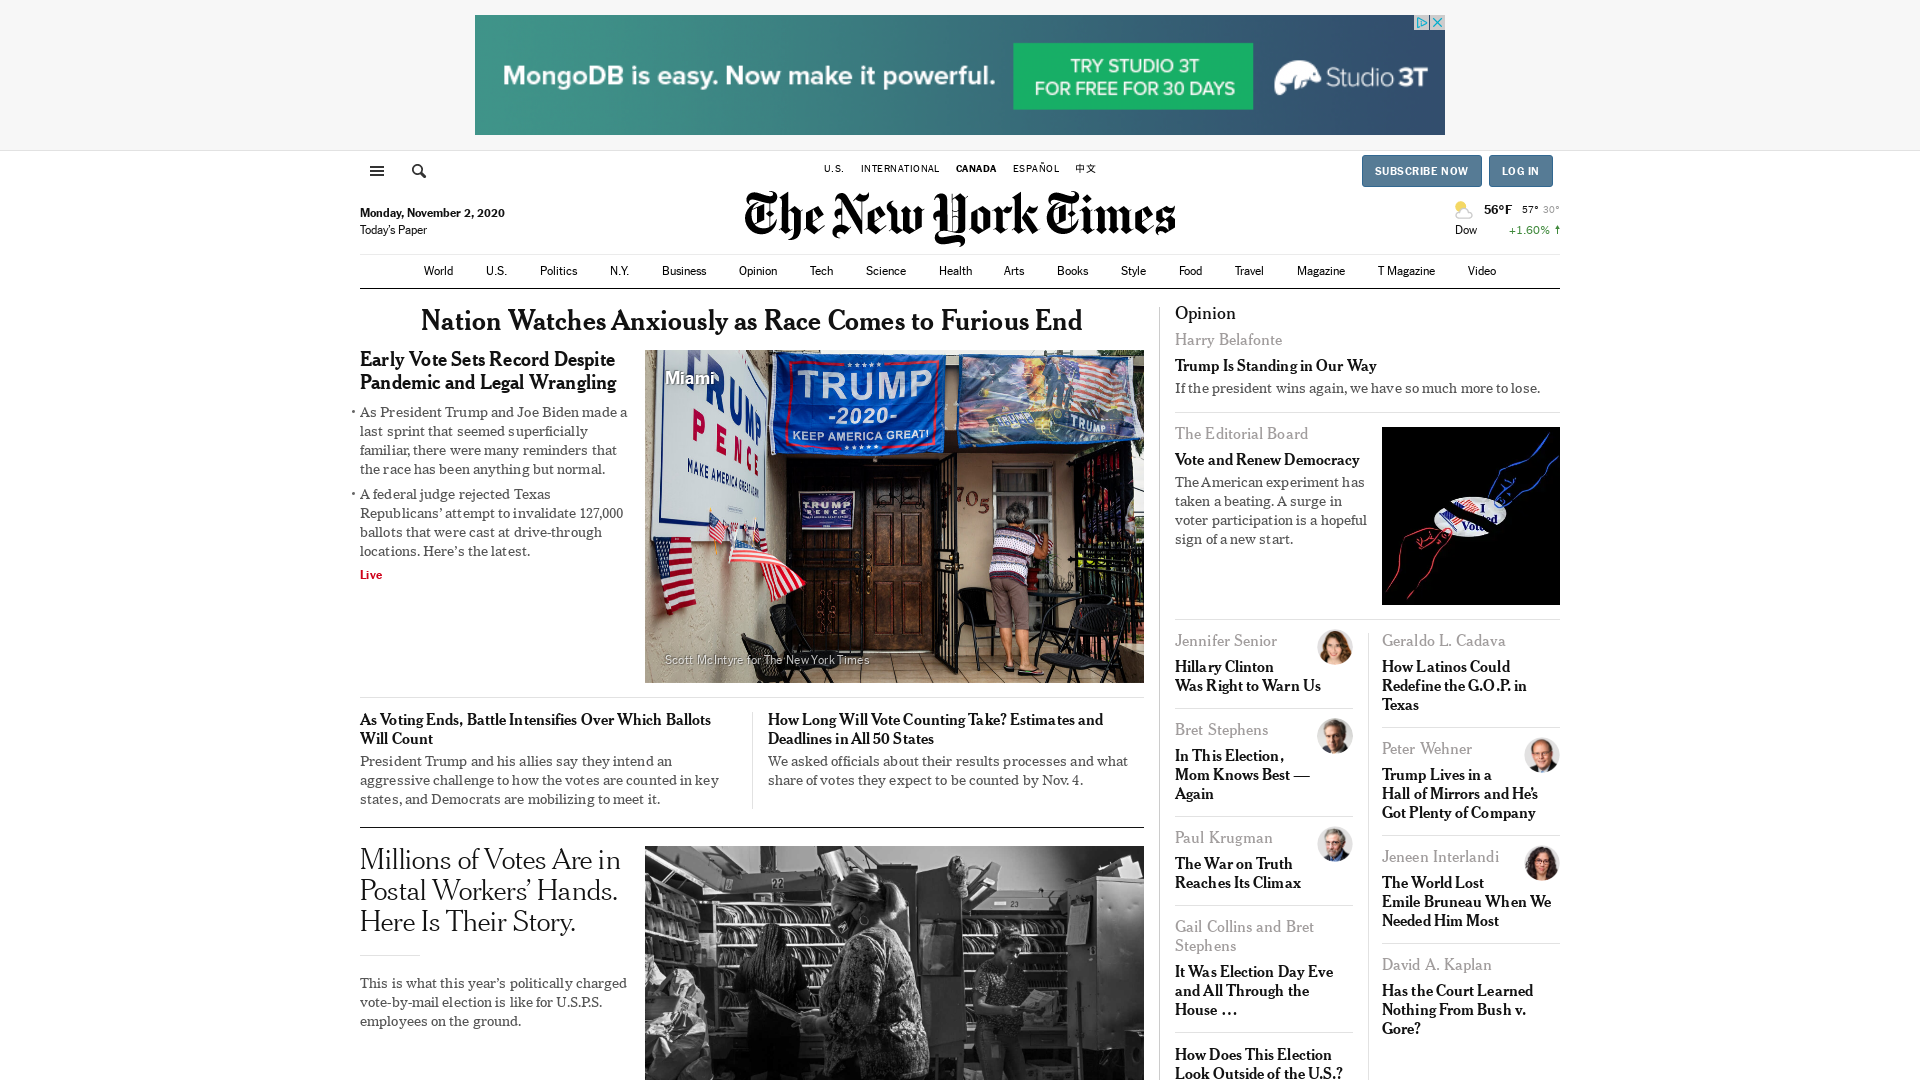 MongoDB is easy. Now make it powerful.
TRY STUDIO 3T
FOR FREE FOR 30 DAYS
Studio 3T
U.S. INTERNATIONAL CANADA ESPAÑOL 中文
SUBSCRIBE NOW
LOG IN
Monday, November 2, 2020
Today's Paper
The New York Times
56°F 57° 30°
Dow +1.60% ↑
World U.S. Politics N.Y. Business Opinion Tech Science Health Arts Books Style Food Travel Magazine T Magazine Video
Nation Watches Anxiously as Race Comes to Furious End
Early Vote Sets Record Despite
Pandemic and Legal Wrangling
• As President Trump and Joe Biden made a
last sprint that seemed superficially
familiar, there were many reminders that
the race has been anything but normal.
• A federal judge rejected Texas
Republicans' attempt to invalidate 127,000
ballots that were cast at drive-through
locations. Here's the latest.
Live
Miami
TRUMP
PENCE
MAKE AMERICA GREAT AGAIN
TRUMP
-2020-
KEEP AMERICA GREAT!
TRUMP
TRUMP
TRUMP
PENCE
705
Scott McIntyre for The New York Times
As Voting Ends, Battle Intensifies Over Which Ballots
Will Count
President Trump and his allies say they intend an
aggressive challenge to how the votes are counted in key
states, and Democrats are mobilizing to meet it.
How Long Will Vote Counting Take? Estimates and
Deadlines in All 50 States
We asked officials about their results processes and what
share of votes they expect to be counted by Nov. 4.
Millions of Votes Are in
Postal Workers' Hands.
Here Is Their Story.
This is what this year's politically charged
vote-by-mail election is like for U.S.P.S.
employees on the ground.
22
23
Opinion
Harry Belafonte
Trump Is Standing in Our Way
If the president wins again, we have so much more to lose.
The Editorial Board
Vote and Renew Democracy
The American experiment has
taken a beating. A surge in
voter participation is a hopeful
sign of a new start.
I
Voted
Jennifer Senior
Hillary Clinton
Was Right to Warn Us
Bret Stephens
In This Election,
Mom Knows Best —
Again
Paul Krugman
The War on Truth
Reaches Its Climax
Gail Collins and Bret
Stephens
It Was Election Day Eve
and All Through the
House …
How Does This Election
Look Outside of the U.S.?
Geraldo L. Cadava
How Latinos Could
Redefine the G.O.P. in
Texas
Peter Wehner
Trump Lives in a
Hall of Mirrors and He's
Got Plenty of Company
Jeneen Interlandi
The World Lost
Emile Bruneau When We
Needed Him Most
David A. Kaplan
Has the Court Learned
Nothing From Bush v.
Gore?